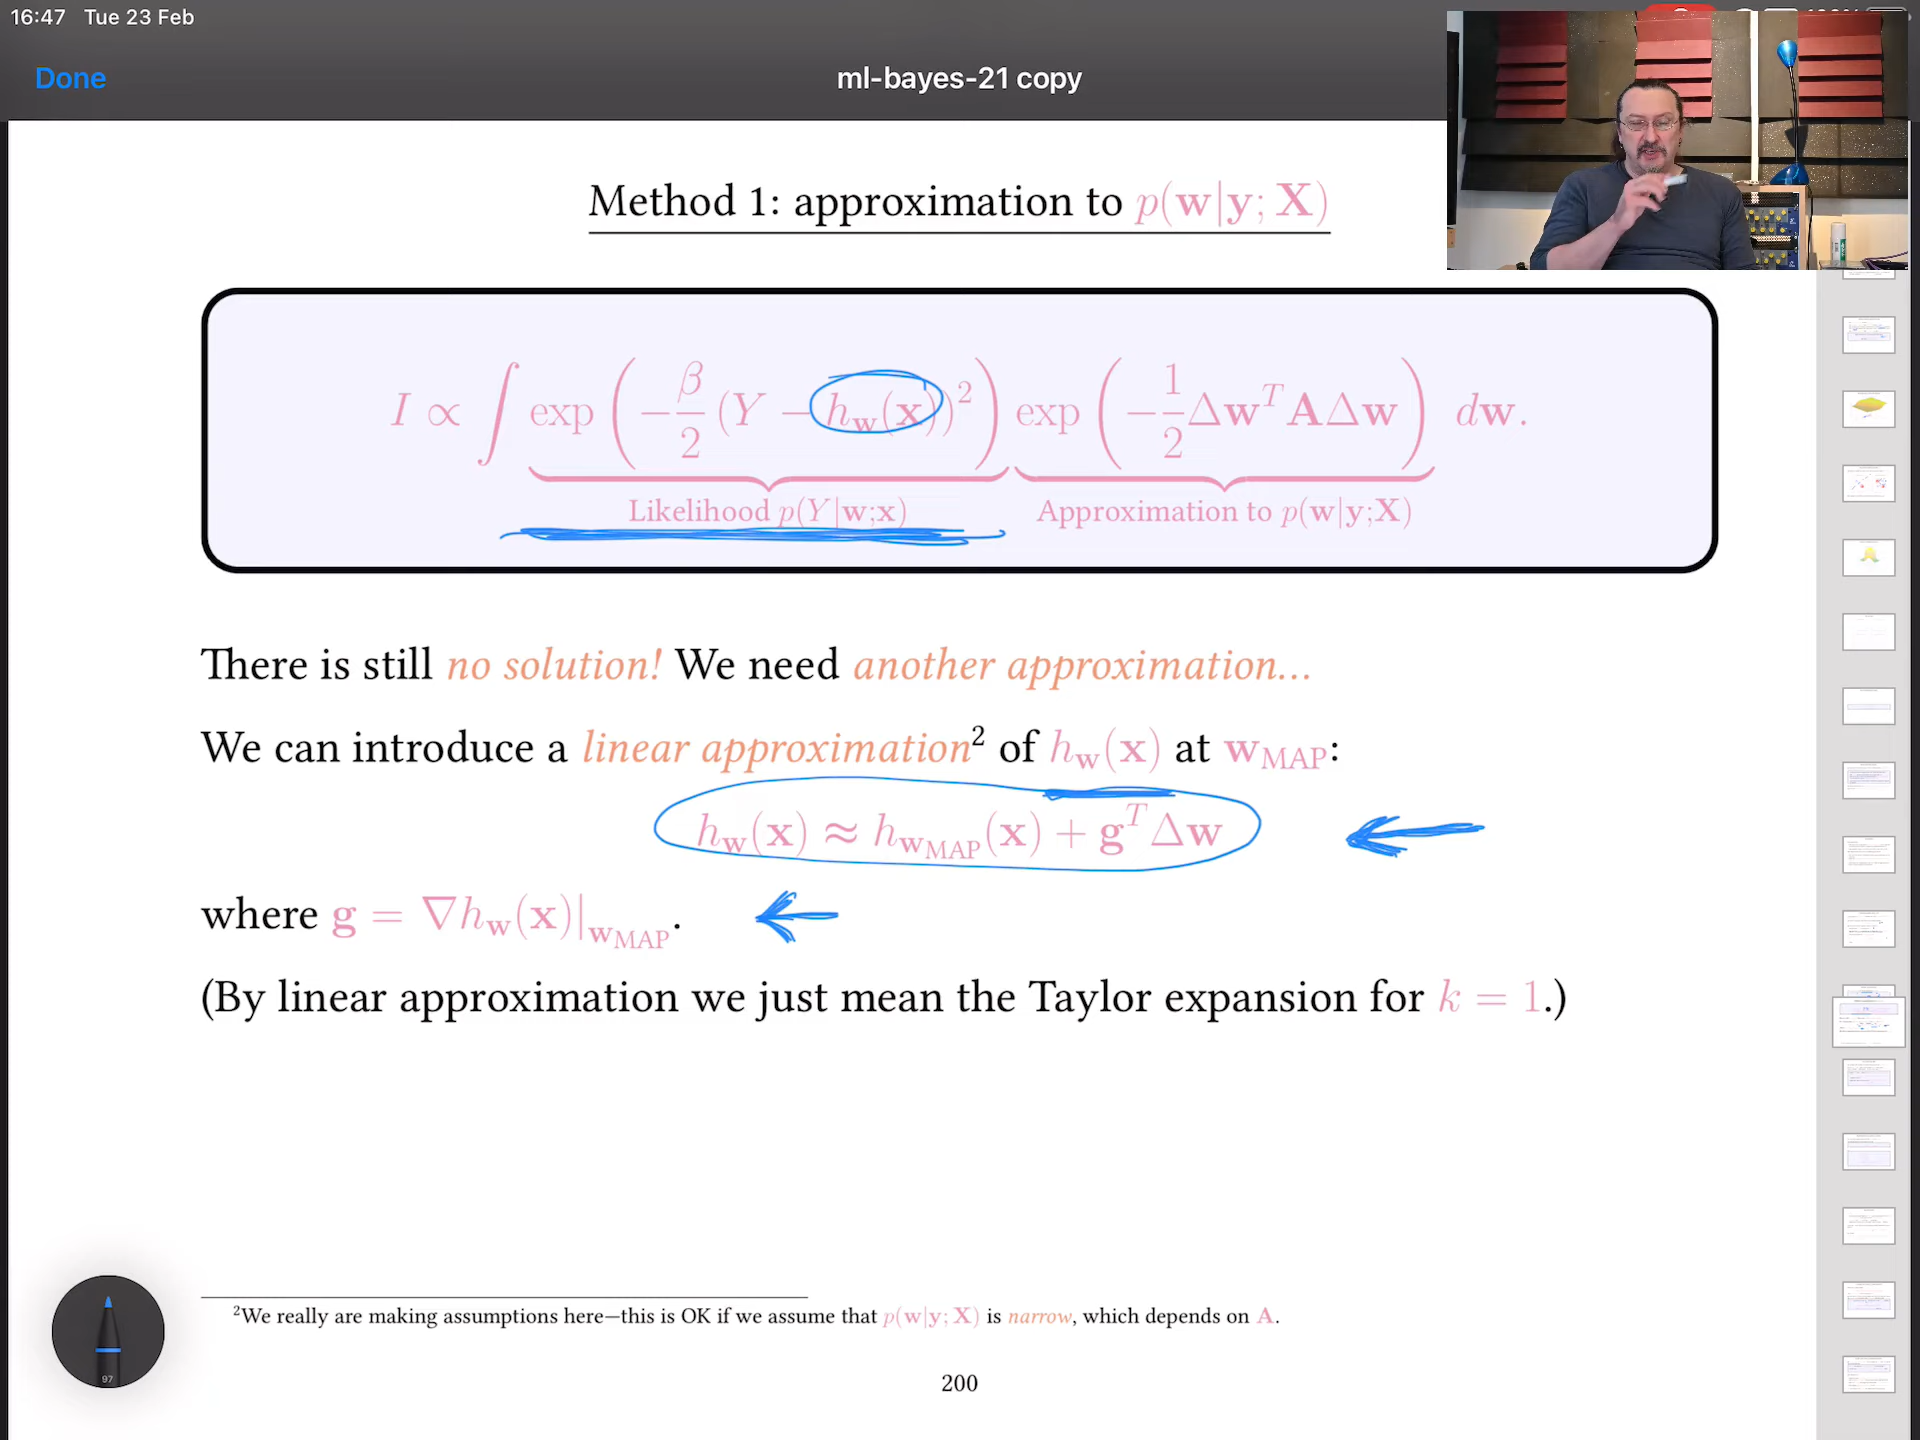 16:47 Tue 23 Feb
Done
ml-bayes-21 copy
Method 1: approximation to p(w|y; X)
I ∝ ∫ exp(−β/2 (Y − h_w(x))²) exp(−1/2 Δw^T AΔw) dw.
Likelihood p(Y|w;x) Approximation to p(w|y;X)
There is still no solution! We need another approximation...
We can introduce a linear approximation² of h_w(x) at w_MAP:
h_w(x) ≈ h_w_MAP(x) + g^T Δw
where g = ∇h_w(x)|_w_MAP.
(By linear approximation we just mean the Taylor expansion for k = 1.)
²We really are making assumptions here—this is OK if we assume that p(w|y; X) is narrow, which depends on A.
97
200